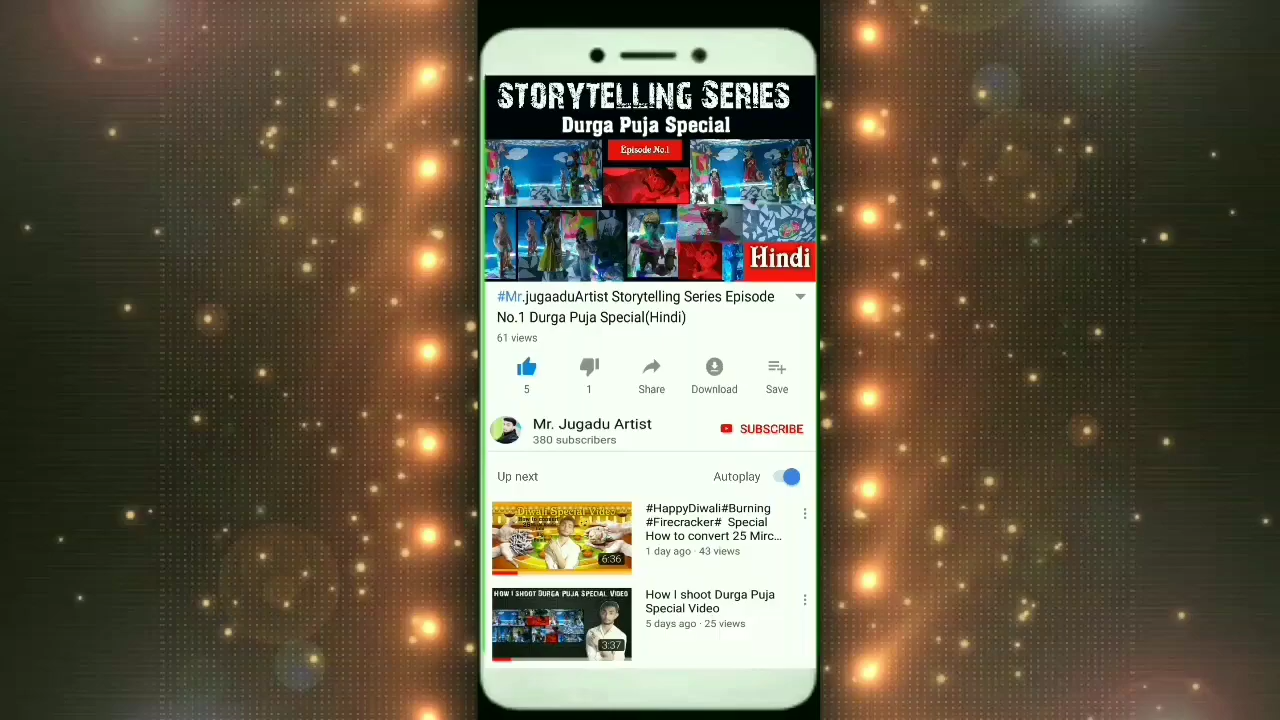 STORYTELLING SERIES
Durga Puja Special
Episode No.1
Hindi
#Mr.jugaaduArtist Storytelling Series Episode
No.1 Durga Puja Special(Hindi)
61 views
5
1
Share
Download
Save
Mr. Jugadu Artist
380 subscribers
SUBSCRIBE
Up next
Autoplay
Diwali Special Video
How to convert
6:36
#HappyDiwali#Burning
#Firecracker# Special
How to convert 25 Mirc...
1 day ago · 43 views
HOW I SHOOT DURGA PUJA SPECIAL VIDEO
3:37
How I shoot Durga Puja
Special Video
5 days ago · 25 views